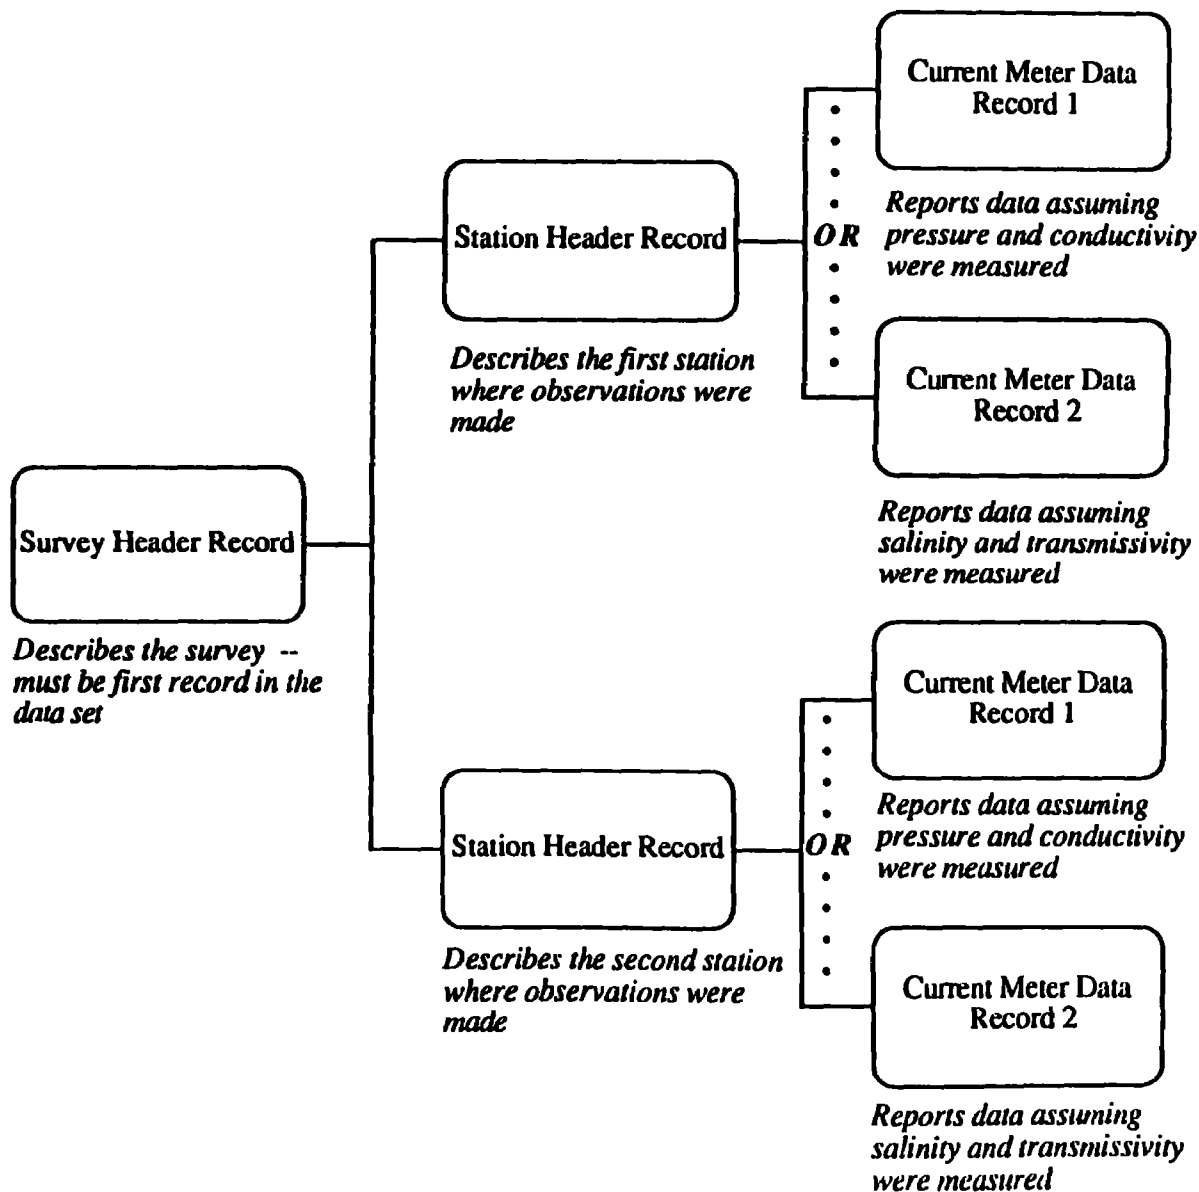 Current Meter Data
Record 1
Reports data assuming
pressure and conductivity
were measured
Station Header Record
OR
Describes the first station
where observations were
made
Current Meter Data
Record 2
Reports data assuming
salinity and transmissivity
were measured
Survey Header Record
Describes the survey --
must be first record in the
data set
Current Meter Data
Record 1
Reports data assuming
pressure and conductivity
were measured
Station Header Record
OR
Describes the second station
where observations were
made
Current Meter Data
Record 2
Reports data assuming
salinity and transmissivity
were measured